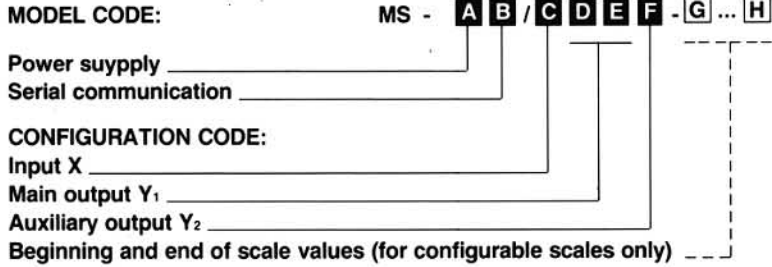 MODEL CODE: MS - A B / C D E F - G ... H
Power suypply
Serial communication
CONFIGURATION CODE:
Input X
Main output Y₁
Auxiliary output Y₂
Beginning and end of scale values (for configurable scales only)